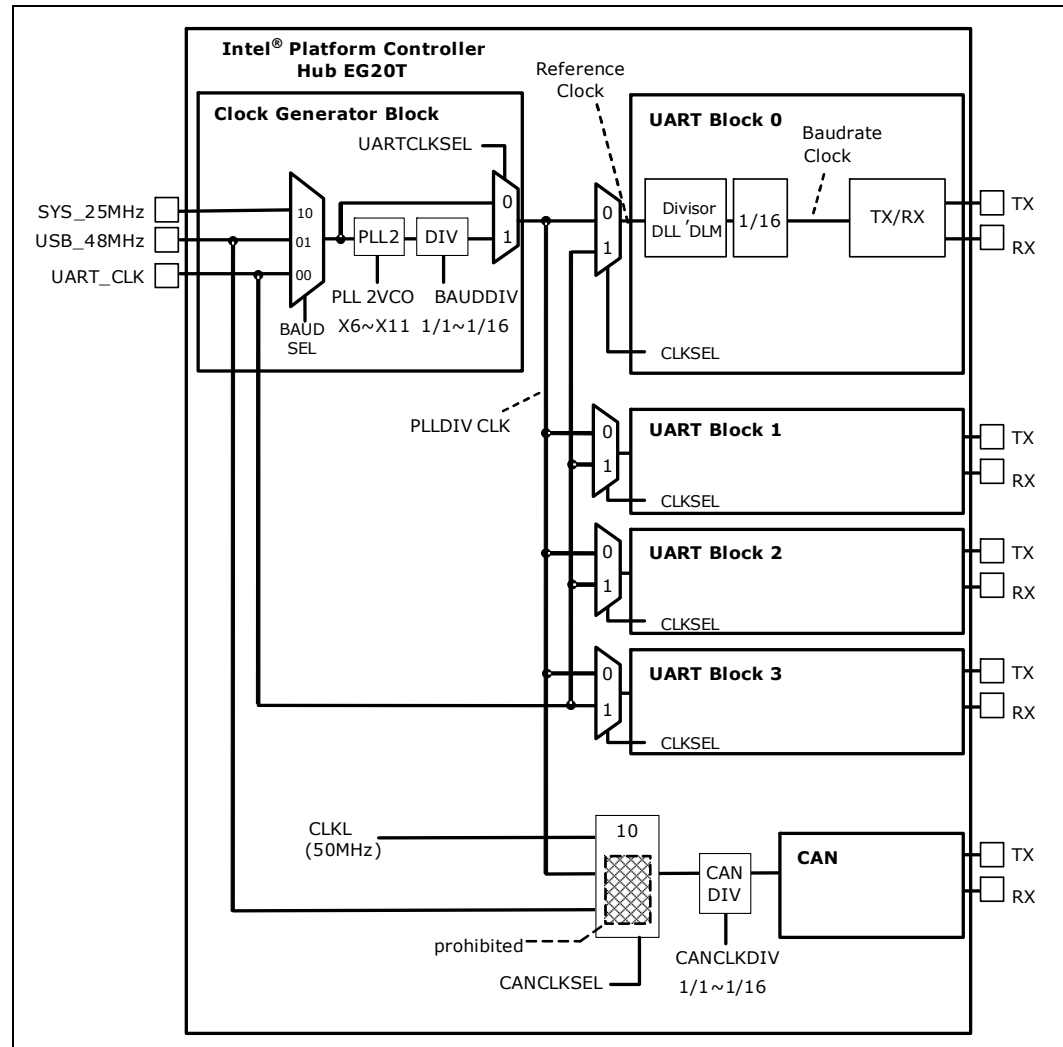 Intel® Platform Controller
Hub EG20T
Clock Generator Block
UARTCLKSEL
SYS_25MHz
USB_48MHz
UART_CLK
10
01
00
BAUD
SEL
PLL2
DIV
PLL 2VCO
X6~X11
BAUDDIV
1/1~1/16
0
1
Reference
Clock
PLLDIV CLK
UART Block 0
Baudrate
Clock
0
1
Divisor
DLL 'DLM
1/16
TX/RX
TX
RX
CLKSEL
UART Block 1
0
1
CLKSEL
TX
RX
UART Block 2
0
1
CLKSEL
TX
RX
UART Block 3
0
1
CLKSEL
TX
RX
CLKL
(50MHz)
10
prohibited
CANCLKSEL
CAN
DIV
CANCLKDIV
1/1~1/16
CAN
TX
RX